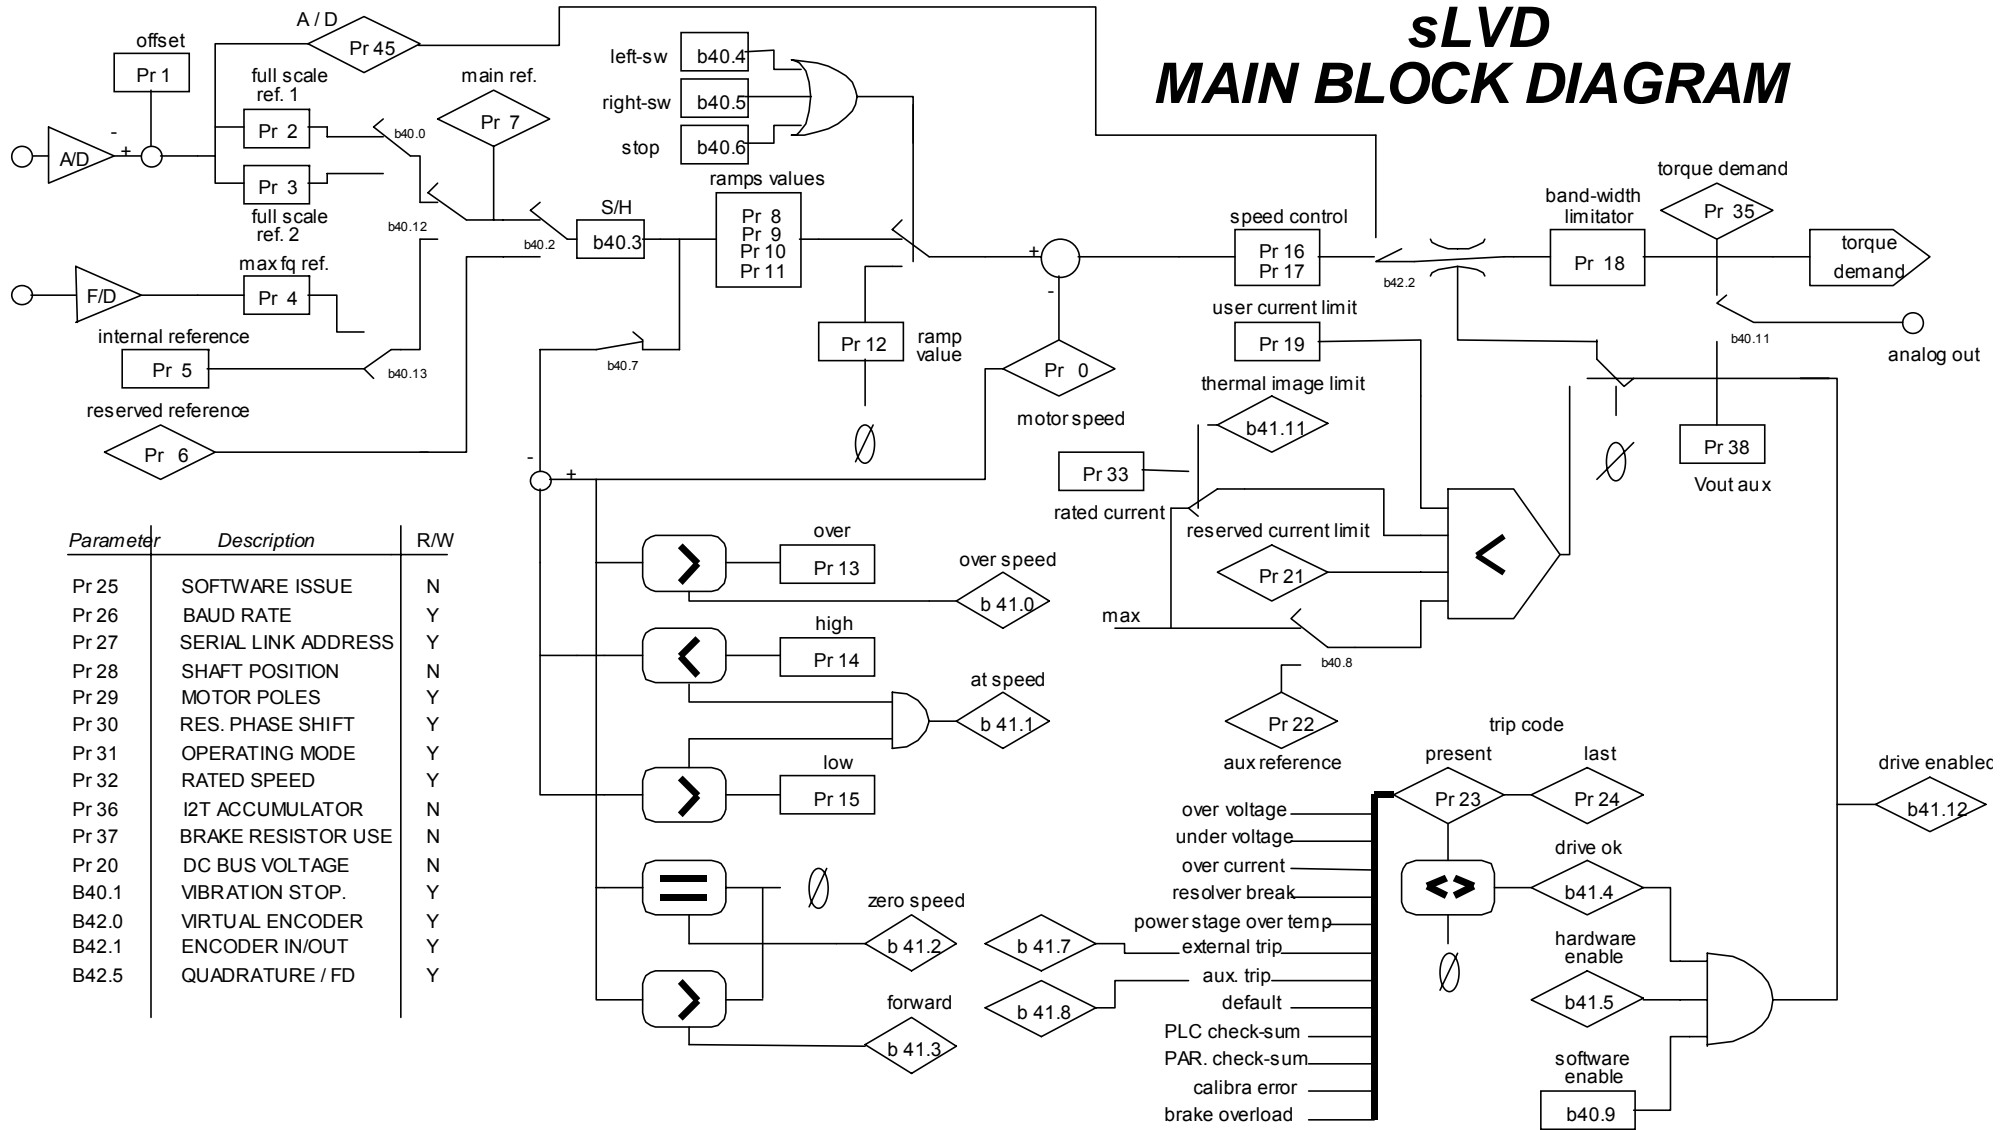 sLVD
MAIN BLOCK DIAGRAM
A / D
Pr 45
offset
Pr 1
full scale
ref. 1
Pr 2
Pr 3
full scale
ref. 2
A/D
-
+
b40.0
main ref.
Pr 7
b40.12
b40.2
S/H
b40.3
max fq ref.
F/D
Pr 4
internal reference
Pr 5
b40.13
reserved reference
Pr 6
b40.7
left-sw
b40.4
right-sw
b40.5
stop
b40.6
ramps values
Pr 8
Pr 9
Pr 10
Pr 11
Pr 12
ramp
value
+
-
Pr 0
motor speed
speed control
Pr 16
Pr 17
b42.2
user current limit
Pr 19
thermal image limit
b41.11
Pr 33
rated current
reserved current limit
Pr 21
max
b40.8
Pr 22
aux reference
<
band-width
limitator
Pr 18
torque demand
Pr 35
torque
demand
b40.11
analog out
Pr 38
Vout aux
-
+
over
Pr 13
over speed
b 41.0
>
high
Pr 14
<
at speed
b 41.1
low
Pr 15
>
=
zero speed
b 41.2
>
forward
b 41.3
Parameter Description R/W
Pr 25 SOFTWARE ISSUE N
Pr 26 BAUD RATE Y
Pr 27 SERIAL LINK ADDRESS Y
Pr 28 SHAFT POSITION N
Pr 29 MOTOR POLES Y
Pr 30 RES. PHASE SHIFT Y
Pr 31 OPERATING MODE Y
Pr 32 RATED SPEED Y
Pr 36 I2T ACCUMULATOR N
Pr 37 BRAKE RESISTOR USE N
Pr 20 DC BUS VOLTAGE N
B40.1 VIBRATION STOP. Y
B42.0 VIRTUAL ENCODER Y
B42.1 ENCODER IN/OUT Y
B42.5 QUADRATURE / FD Y
b 41.7
b 41.8
over voltage
under voltage
over current
resolver break
power stage over temp
external trip
aux. trip
default
PLC check-sum
PAR. check-sum
calibra error
brake overload
trip code
present
last
Pr 23
Pr 24
<>
drive ok
b41.4
hardware
enable
b41.5
software
enable
b40.9
drive enabled
b41.12